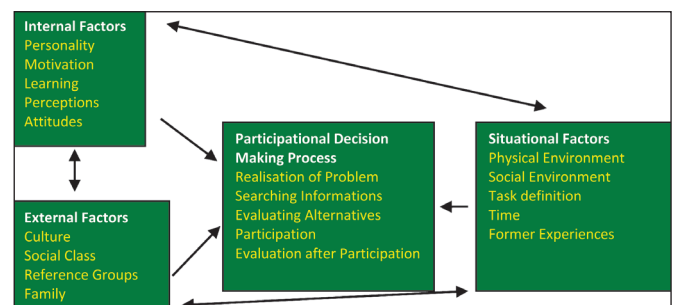 Internal Factors
Personality
Motivation
Learning
Perceptions
Attitudes
Participational Decision
Making Process
Realisation of Problem
Searching Informations
Evaluating Alternatives
Participation
Evaluation after Participation
Situational Factors
Physical Environment
Social Environment
Task definition
Time
Former Experiences
External Factors
Culture
Social Class
Reference Groups
Family